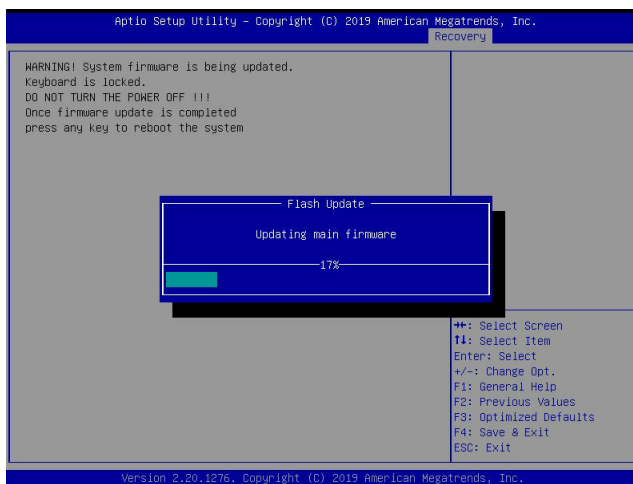 Aptio Setup Utility – Copyright (C) 2019 American Megatrends, Inc.
Recovery
WARNING! System firmware is being updated.
Keyboard is locked.
DO NOT TURN THE POWER OFF !!!
Once firmware update is completed
press any key to reboot the system
Flash Update
Updating main firmware
17%
→←: Select Screen
↑↓: Select Item
Enter: Select
+/-: Change Opt.
F1: General Help
F2: Previous Values
F3: Optimized Defaults
F4: Save & Exit
ESC: Exit
Version 2.20.1276. Copyright (C) 2019 American Megatrends, Inc.